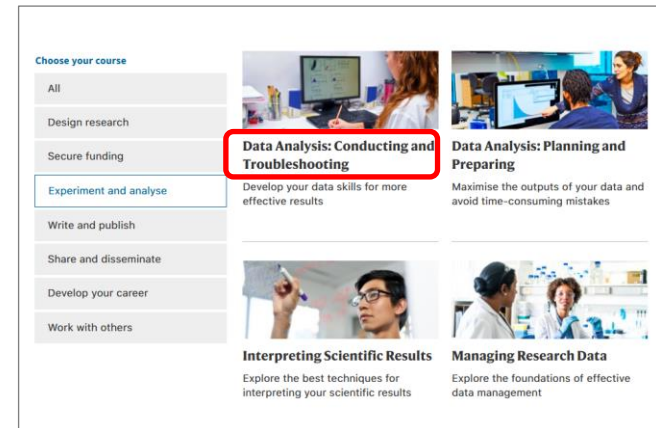 Choose your course
All
Design research
Secure funding
Experiment and analyse
Write and publish
Share and disseminate
Develop your career
Work with others
Data Analysis: Conducting and
Troubleshooting
Develop your data skills for more
effective results
Data Analysis: Planning and
Preparing
Maximise the outputs of your data and
avoid time-consuming mistakes
Interpreting Scientific Results
Explore the best techniques for
interpreting your scientific results
Managing Research Data
Explore the foundations of effective
data management